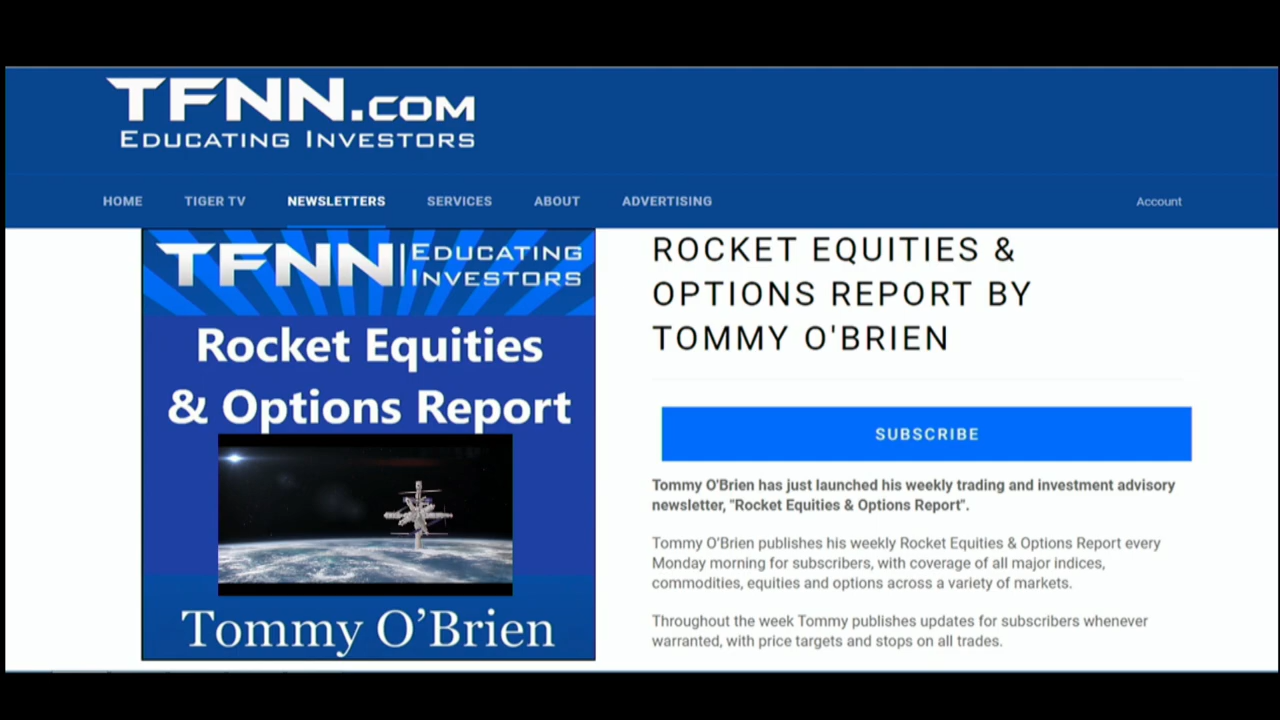 TFNN.COM
EDUCATING INVESTORS
HOME TIGER TV NEWSLETTERS SERVICES ABOUT ADVERTISING Account
TFNN|EDUCATING
INVESTORS
Rocket Equities
& Options Report
Tommy O’Brien
ROCKET EQUITIES &
OPTIONS REPORT BY
TOMMY O'BRIEN
SUBSCRIBE
Tommy O'Brien has just launched his weekly trading and investment advisory
newsletter, "Rocket Equities & Options Report".
Tommy O'Brien publishes his weekly Rocket Equities & Options Report every
Monday morning for subscribers, with coverage of all major indices,
commodities, equities and options across a variety of markets.
Throughout the week Tommy publishes updates for subscribers whenever
warranted, with price targets and stops on all trades.